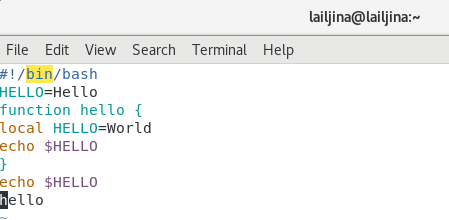 lailjina@lailjina:~
File Edit View Search Terminal Help
#!/bin/bash
HELLO=Hello
function hello {
local HELLO=World
echo $HELLO
}
echo $HELLO
hello
~